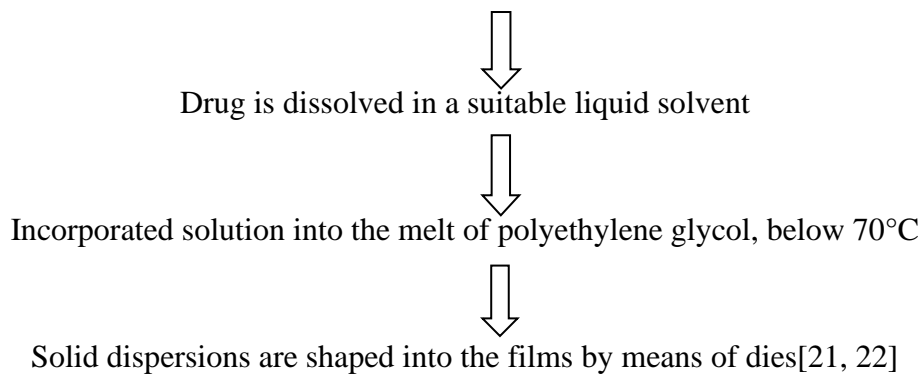 Drug is dissolved in a suitable liquid solvent
Incorporated solution into the melt of polyethylene glycol, below 70°C
Solid dispersions are shaped into the films by means of dies[21, 22]